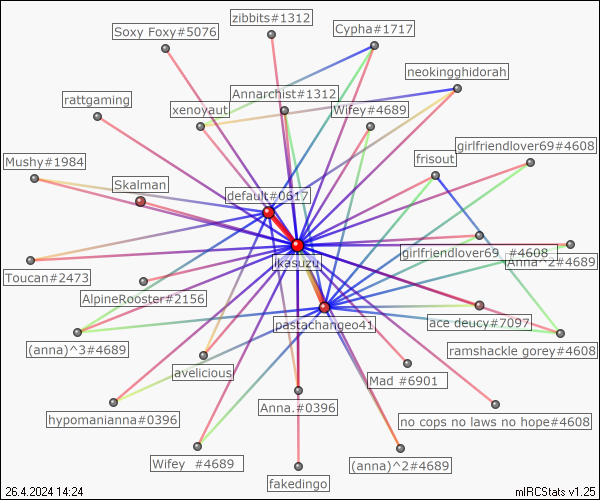 zibbits#1312
Soxy Foxy#5076
Cypha#1717
neokingghidorah
rattgaming
Annarchist#1312
xenoyaut
Wifey#4689
girlfriendlover69#4608
Mushy#1984
frisout
Skalman
default#0617
girlfriendlover69 #4608
ikasuzu
Anna^2#4689
Toucan#2473
AlpineRooster#2156
pastachangeo41
ace deucy#7097
(anna)^3#4689
ramshackle gorey#4608
avelicious
Mad #6901
Anna.#0396
hypomanianna#0396
no cops no laws no hope#4608
Wifey #4689
(anna)^2#4689
fakedingo
26.4.2024 14:24
mIRCStats v1.25